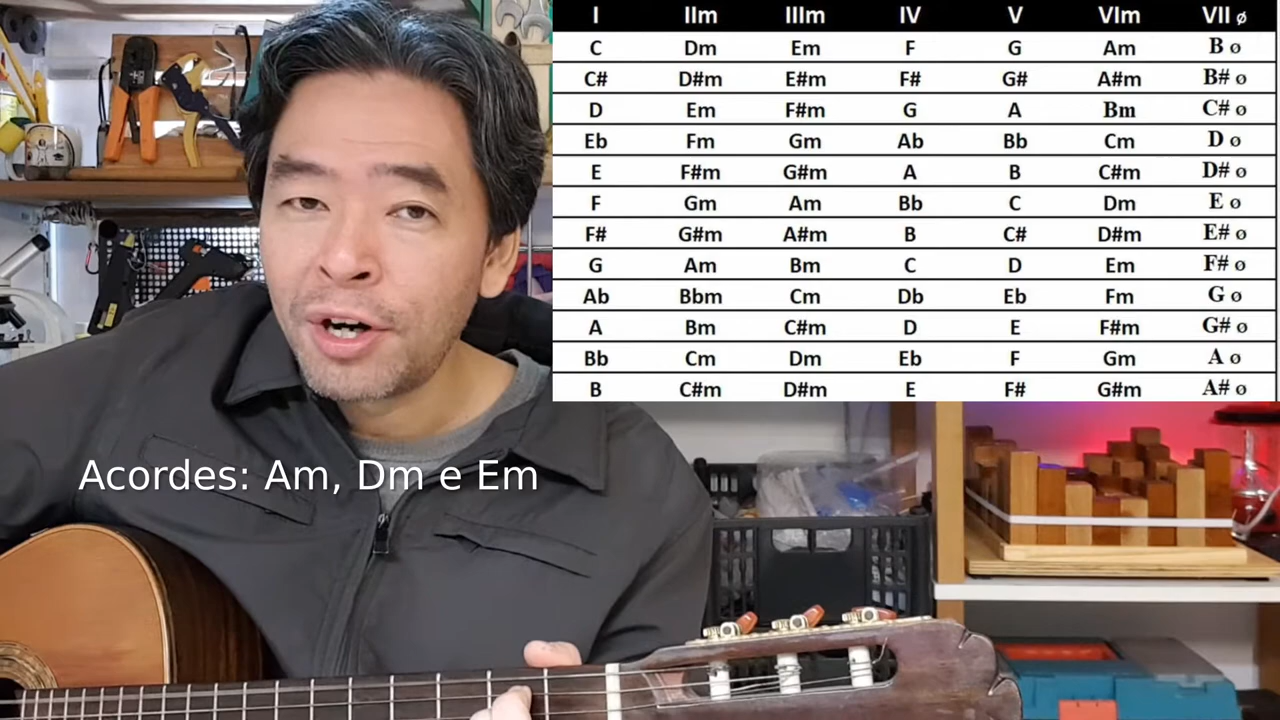 I IIm IIIm IV V VIm VII ø
C Dm Em F G Am B ø
C# D#m E#m F# G# A#m B# ø
D Em F#m G A Bm C# ø
Eb Fm Gm Ab Bb Cm D ø
E F#m G#m A B C#m D# ø
F Gm Am Bb C Dm E ø
F# G#m A#m B C# D#m E# ø
G Am Bm C D Em F# ø
Ab Bbm Cm Db Eb Fm G ø
A Bm C#m D E F#m G# ø
Bb Cm Dm Eb F Gm A ø
B C#m D#m E F# G#m A# ø
Acordes: Am, Dm e Em